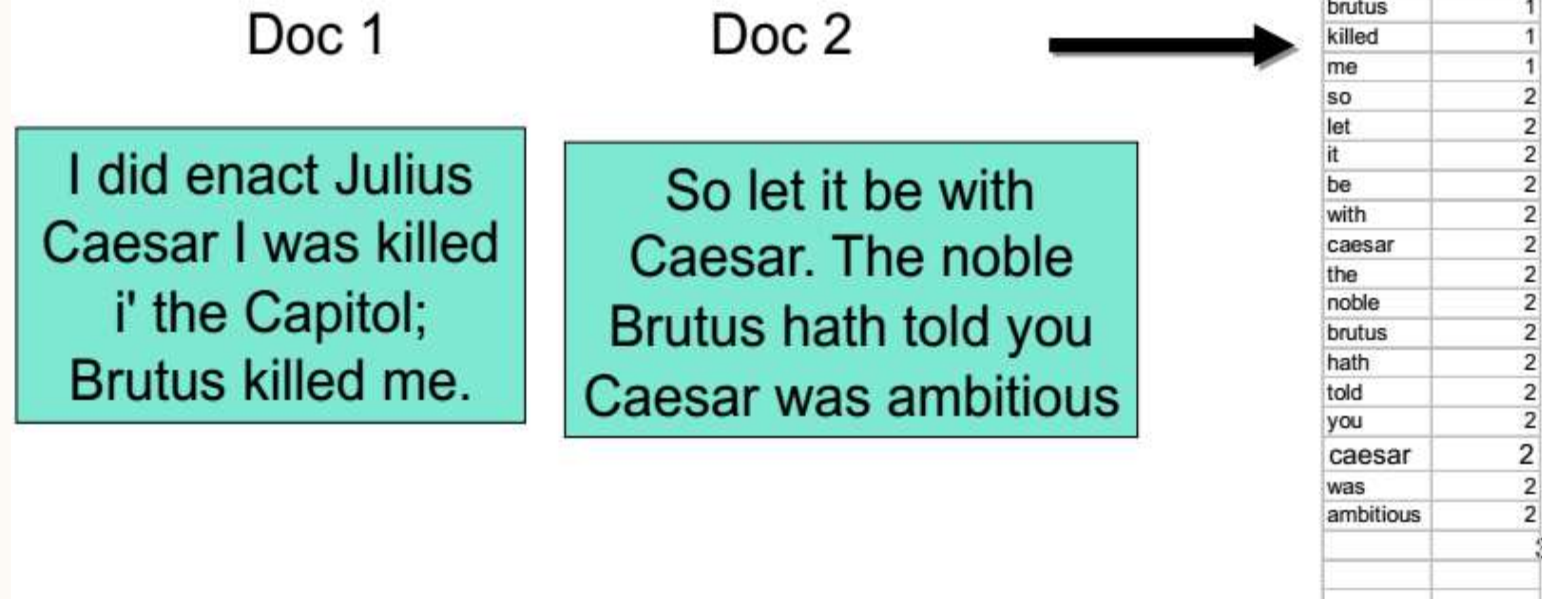 Doc 1
Doc 2
I did enact Julius
Caesar I was killed
i' the Capitol;
Brutus killed me.
So let it be with
Caesar. The noble
Brutus hath told you
Caesar was ambitious
brutus 1
killed 1
me 1
so 2
let 2
it 2
be 2
with 2
caesar 2
the 2
noble 2
brutus 2
hath 2
told 2
you 2
caesar 2
was 2
ambitious 2